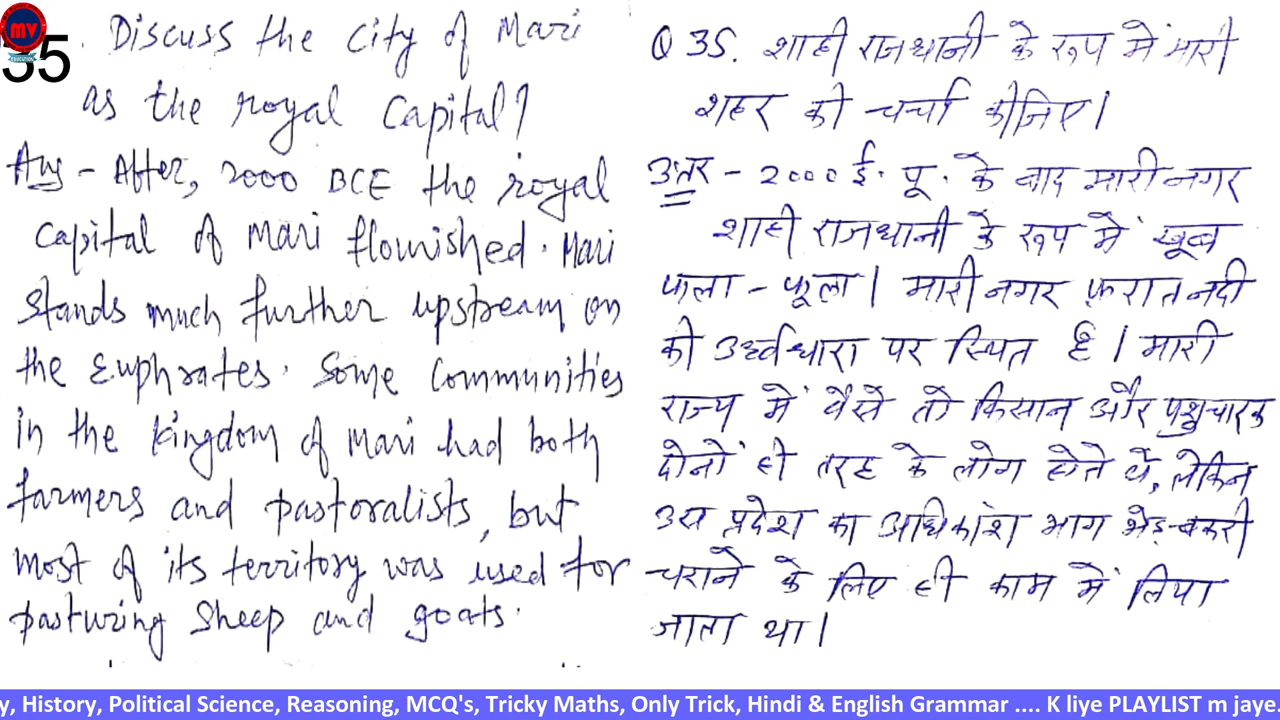 mv
EDUCATION
35. Discuss the City of Mari
as the royal Capital?
Ans - After, 2000 BCE the royal
Capital of Mari flourished. Mari
stands much further upstream on
the Euphrates. Some Communities
in the kingdom of Mari had both
farmers and pastoralists, but
most of its territory was used for
pasturing sheep and goats.
Q 35. शाही राजधानी के रूप में मारी
शहर की चर्चा कीजिए।
उत्तर - 2000 ई. पू. के बाद मारी नगर
शाही राजधानी के रूप में खूब
फला - फूला। मारी नगर फ़रात नदी
की उर्ध्वधारा पर स्थित है। मारी
राज्य में वैसे तो किसान और पशुचारक
दोनों ही तरह के लोग होते थे, लेकिन
उस प्रदेश का अधिकांश भाग भेड़-बकरी
चराने के लिए ही काम में लिया
जाता था।
y, History, Political Science, Reasoning, MCQ's, Tricky Maths, Only Trick, Hindi & English Grammar .... K liye PLAYLIST m jaye.